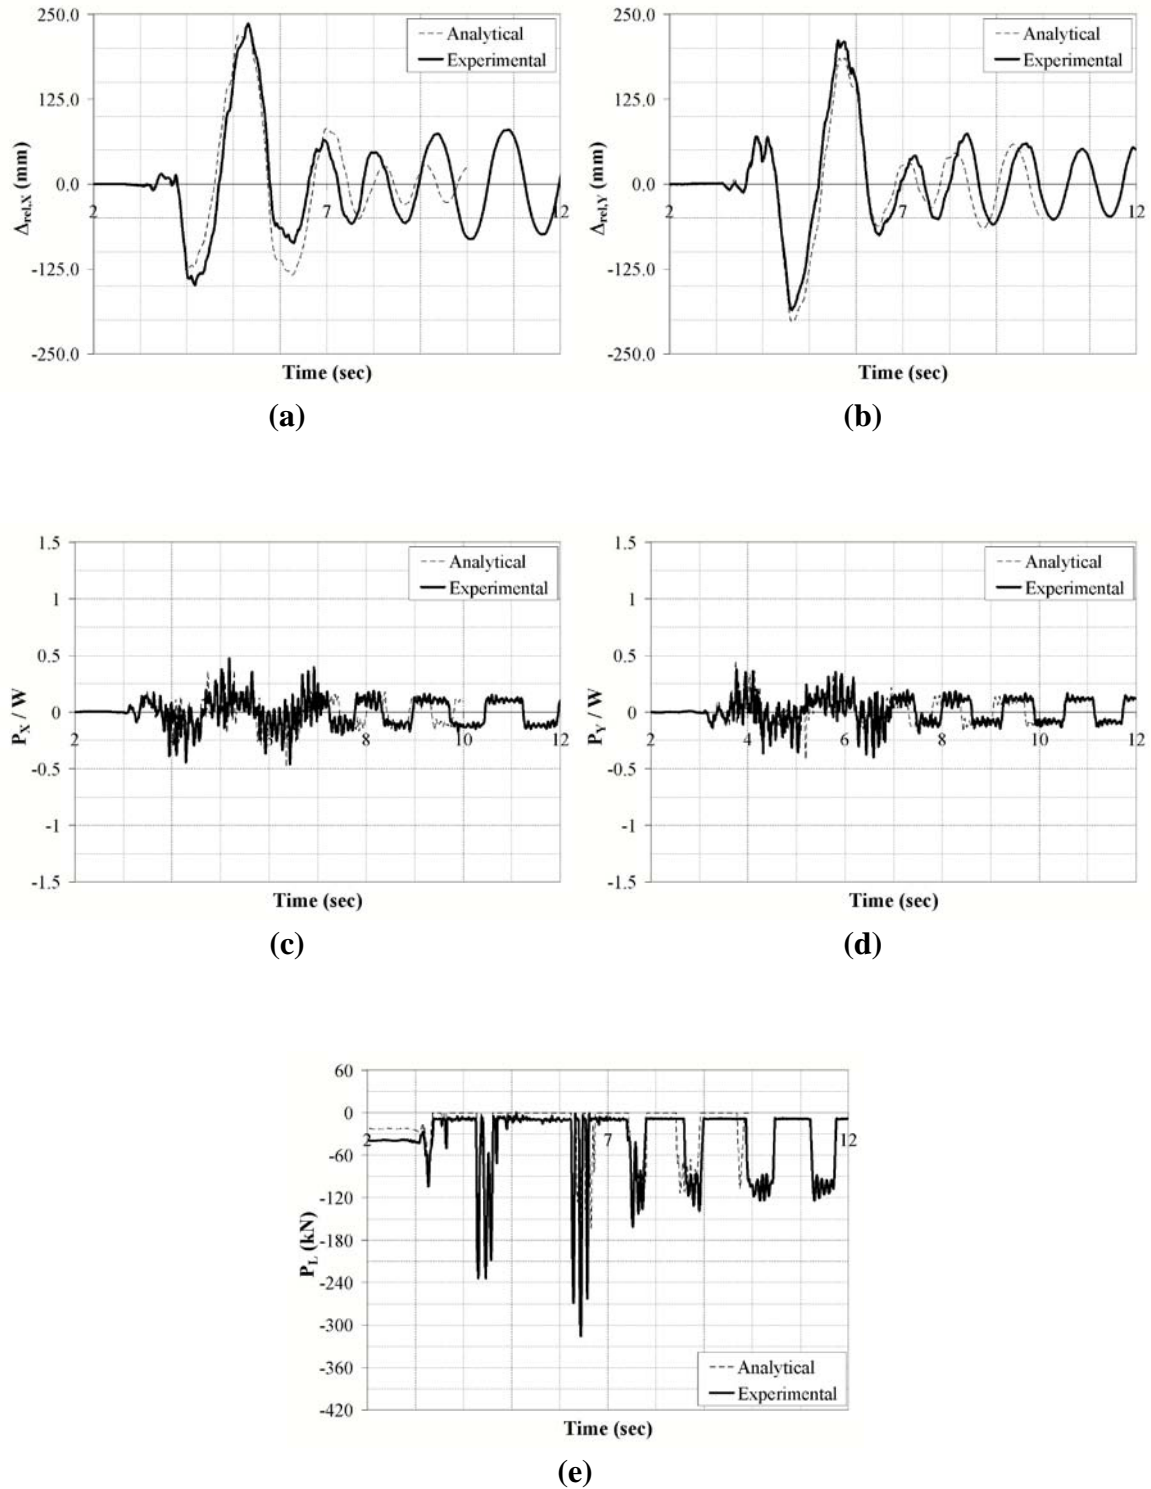 250.0
125.0
0.0
-125.0
-250.0
Δrel,X (mm)
2
7
12
Analytical
Experimental
Time (sec)
(a)
250.0
125.0
0.0
-125.0
-250.0
Δrel,Y (mm)
2
7
12
Analytical
Experimental
Time (sec)
(b)
1.5
1
0.5
0
-0.5
-1
-1.5
PX / W
2
8
10
12
Analytical
Experimental
Time (sec)
(c)
1.5
1
0.5
0
-0.5
-1
-1.5
PY / W
2
4
6
8
10
12
Analytical
Experimental
Time (sec)
(d)
60
0
-60
-120
-180
-240
-300
-360
-420
PL (kN)
2
7
12
Analytical
Experimental
Time (sec)
(e)